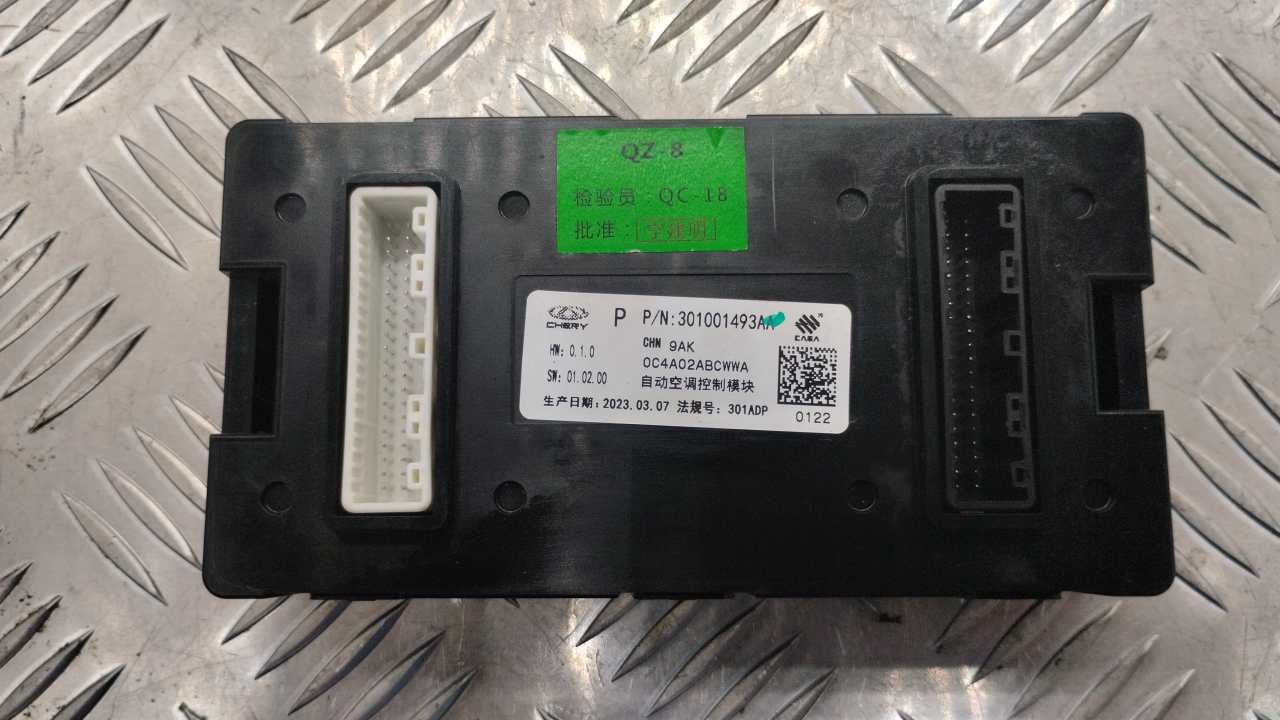 QZ-8
检验员：QC-18
批准：
CHERY
P P/N:301001493AA
CAEA
HW: 0.1.0
CHN 9AK
0C4A02ABCWWA
SW: 01.02.00
自动空调控制模块
生产日期：2023.03.07 法规号：301ADP
0122